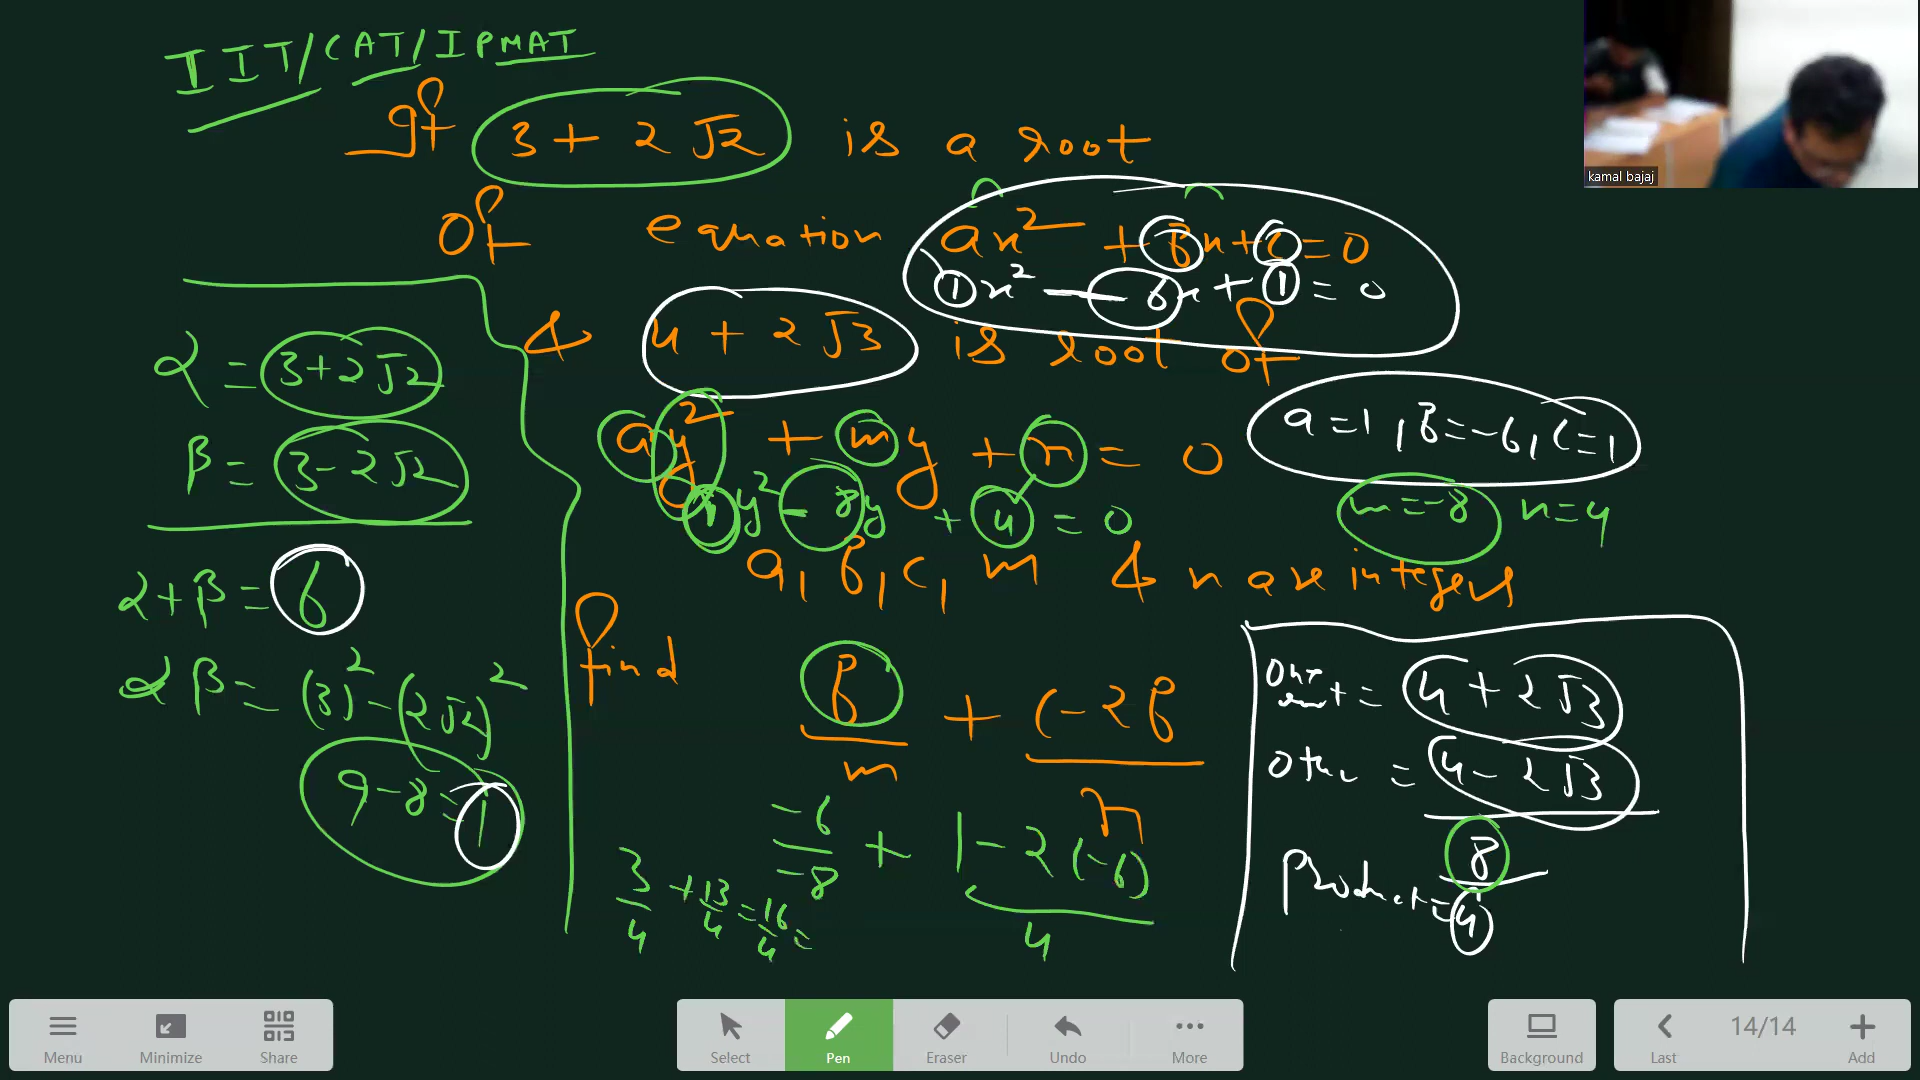 IIT/CAT/IPMAT
If 3 + 2√2 is a root
of equation ax² + bx + c = 0
1x² - 6x + 1 = 0
& 4 + 2√3 is root of
ay² + my + n = 0
1y² - 8y + 4 = 0
a, b, c, m & n are integers
find b/m + (c-2b)/n
-6/-8 + (1-2(-6))/4
3/4 + 13/4 = 16/4 =
α = 3+2√2
β = 3-2√2
α+β = 6
αβ = (3)² - (2√2)²
9-8 = 1
a=1, b=-6, c=1
m=-8 n=4
One root = 4+2√3
Other = 4-2√3
8
Product = 4
kamal bajaj
Menu
Minimize
Share
Select
Pen
Eraser
Undo
More
Background
Last
14/14
Add